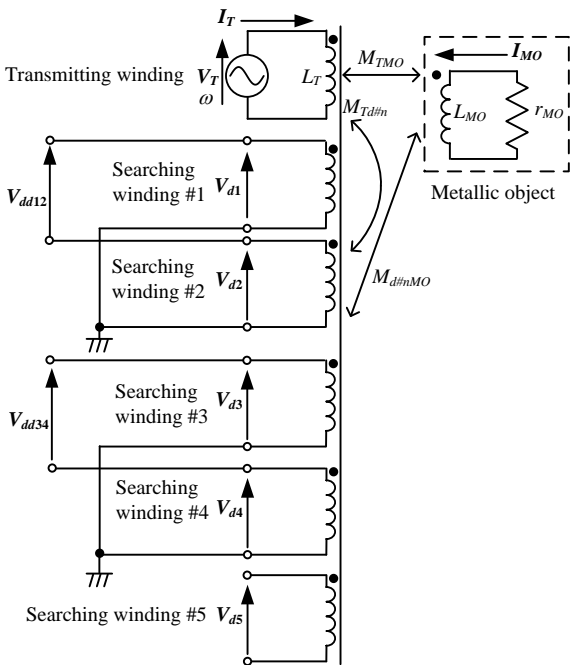 I_T
Transmitting winding
V_T
ω
L_T
M_TMO
I_MO
L_MO
r_MO
Metallic object
M_Td#n
Searching
winding #1
V_d1
V_dd12
Searching
winding #2
V_d2
M_d#nMO
Searching
winding #3
V_d3
V_dd34
Searching
winding #4
V_d4
Searching winding #5
V_d5